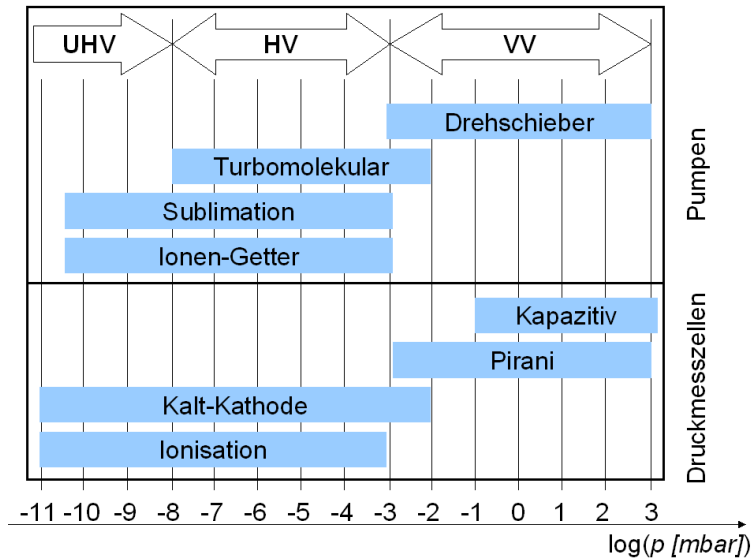 UHV HV VV
Drehschieber
Turbomolekular
Sublimation
Ionen-Getter
Pumpen
Kapazitiv
Pirani
Kalt-Kathode
Ionisation
Druckmesszellen
-11 -10 -9 -8 -7 -6 -5 -4 -3 -2 -1 0 1 2 3
log(p [mbar])